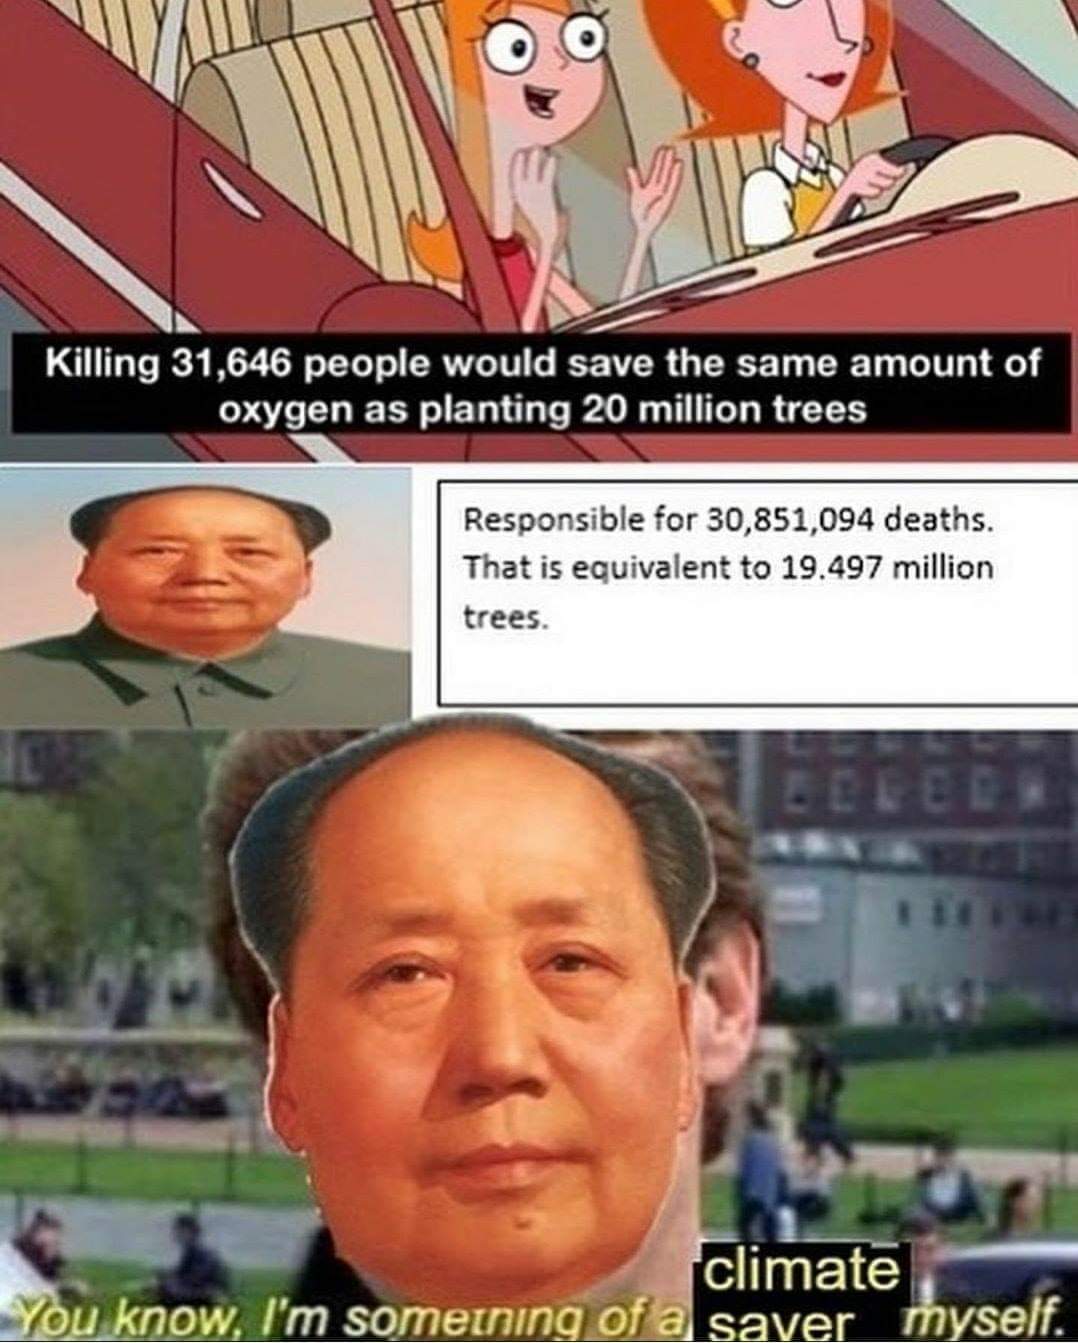 Killing 31,646 people would save the same amount of
oxygen as planting 20 million trees
Responsible for 30,851,094 deaths.
That is equivalent to 19.497 million
trees.
climate
You know, I'm something of a saver myself.